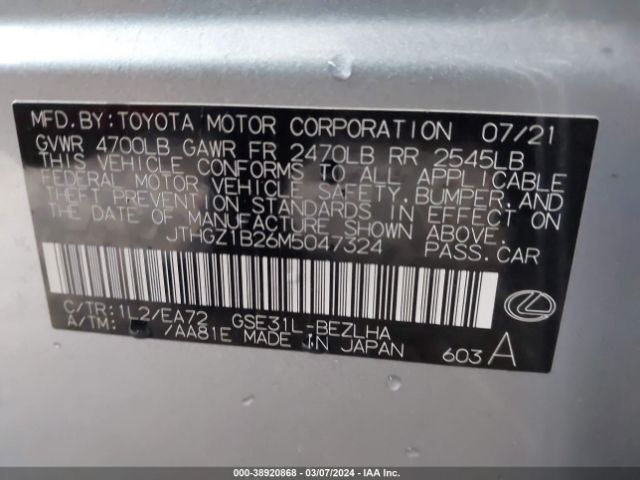 MFD.BY:TOYOTA MOTOR CORPORATION 07/21
GVWR 4700LB GAWR FR 2470LB RR 2545LB
THIS VEHICLE CONFORMS TO ALL APPLICABLE
FEDERAL MOTOR VEHICLE SAFETY, BUMPER, AND
THEFT PREVENTION STANDARDS IN EFFECT ON
THE DATE OF MANUFACTURE SHOWN ABOVE.
JTHGZ1B26M5047324 PASS.CAR
C/TR:1L2/EA72 GSE31L-BEZLHA
A/TM: /AA81E MADE IN JAPAN 603 A
000-38920868 - 03/07/2024 - IAAI.com